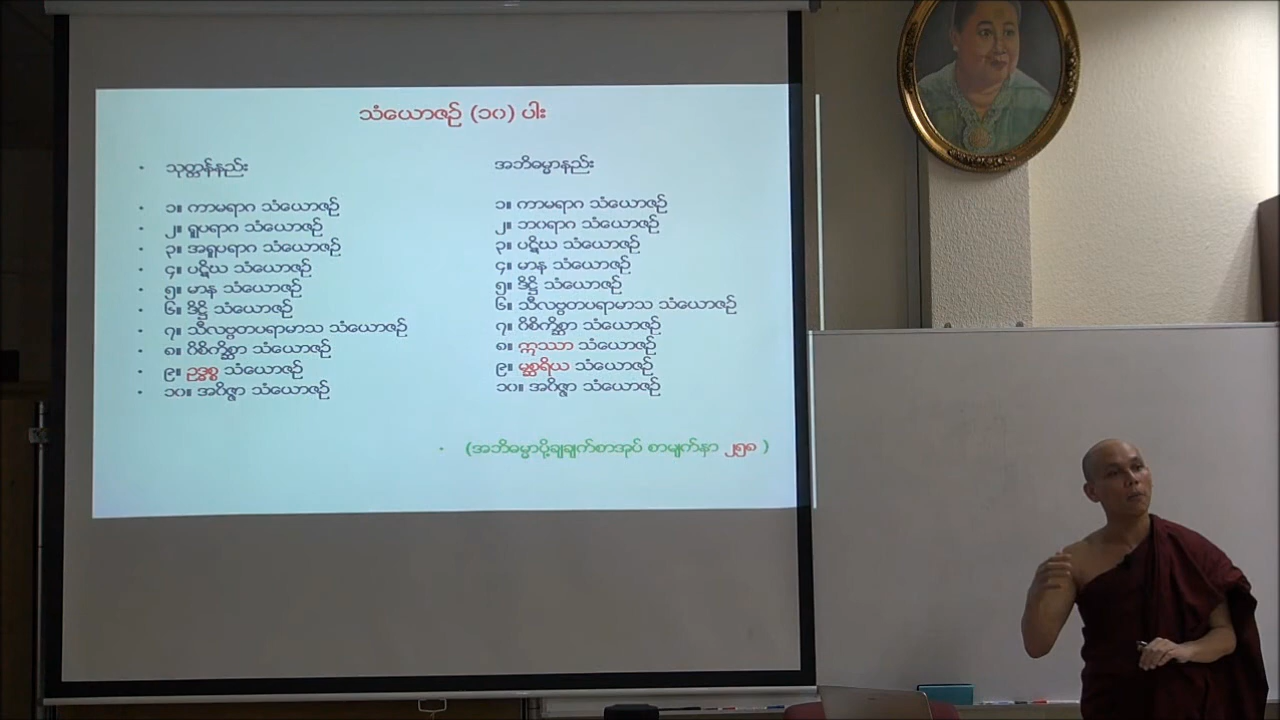 သံယောဇဉ် (၁၀) ပါး
• သုတ္တန်နည်း
၁။ ကာမရာဂ သံယောဇဉ်
• ၂။ ရူပရာဂ သံယောဇဉ်
• ၃။ အရူပရာဂ သံယောဇဉ်
• ၄။ ပဋိဃ သံယောဇဉ်
• ၅။ မာန သံယောဇဉ်
• ၆။ ဒိဋ္ဌိ သံယောဇဉ်
• ၇။ သီလဗ္ဗတပရာမာသ သံယောဇဉ်
• ၈။ ဝိစိကိစ္ဆာ သံယောဇဉ်
• ၉။ ဥဒ္ဓစ္စ သံယောဇဉ်
• ၁၀။ အဝိဇ္ဇာ သံယောဇဉ်
အဘိဓမ္မာနည်း
၁။ ကာမရာဂ သံယောဇဉ်
၂။ ဘဝရာဂ သံယောဇဉ်
၃။ ပဋိဃ သံယောဇဉ်
၄။ မာန သံယောဇဉ်
၅။ ဒိဋ္ဌိ သံယောဇဉ်
၆။ သီလဗ္ဗတပရာမာသ သံယောဇဉ်
၇။ ဝိစိကိစ္ဆာ သံယောဇဉ်
၈။ ဣဿာ သံယောဇဉ်
၉။ မစ္ဆရိယ သံယောဇဉ်
၁၀။ အဝိဇ္ဇာ သံယောဇဉ်
• (အဘိဓမ္မာပို့ချချက်စာအုပ် စာမျက်နှာ ၂၅၈ )